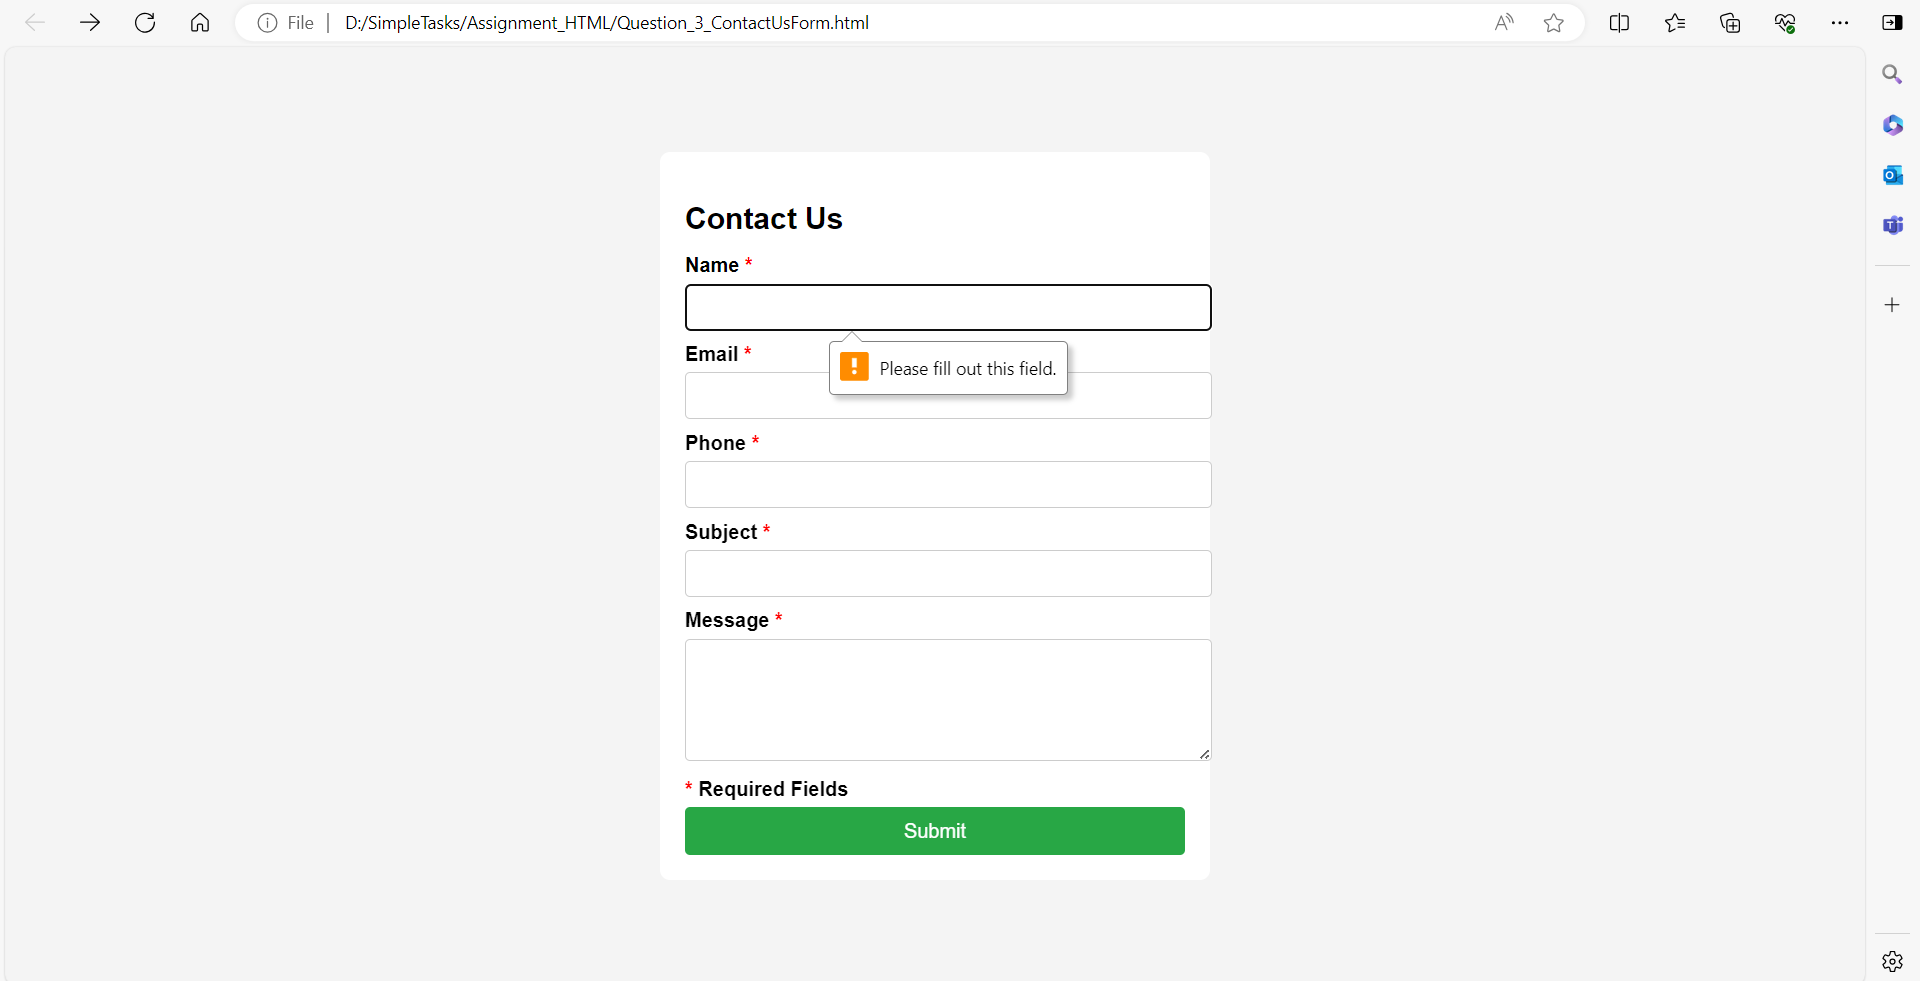 File | D:/SimpleTasks/Assignment_HTML/Question_3_ContactUsForm.html
Contact Us
Name *
Email *
Please fill out this field.
Phone *
Subject *
Message *
* Required Fields
Submit